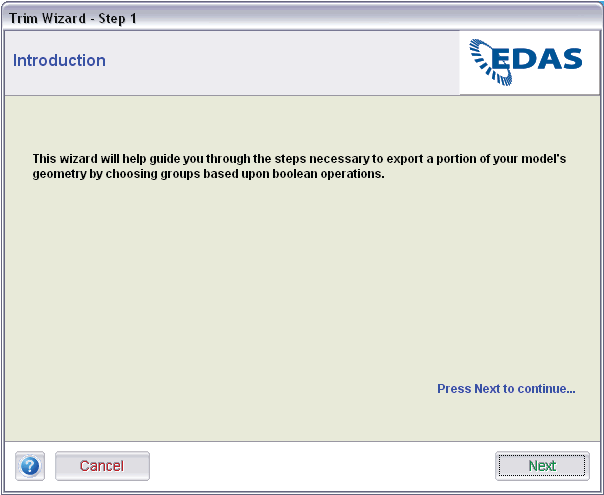 Trim Wizard - Step 1
Introduction
EDAS
This wizard will help guide you through the steps necessary to export a portion of your model's
geometry by choosing groups based upon boolean operations.
Press Next to continue...
?
Cancel
Next